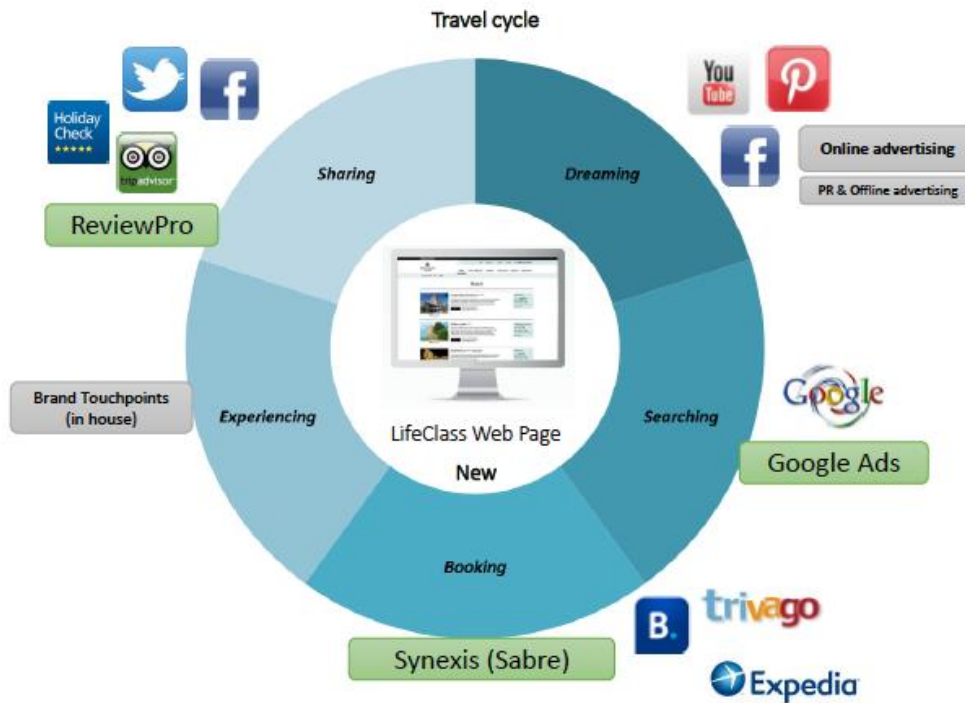 Travel cycle
You
Tube
Holiday
Check
Sharing
Dreaming
Online advertising
PR & Offline advertising
tripadvisor
ReviewPro
Brand Touchpoints
(in house)
Experiencing
LifeClass Web Page
New
Searching
Google
Google Ads
Booking
Synexis (Sabre)
B.
trivago
Expedia